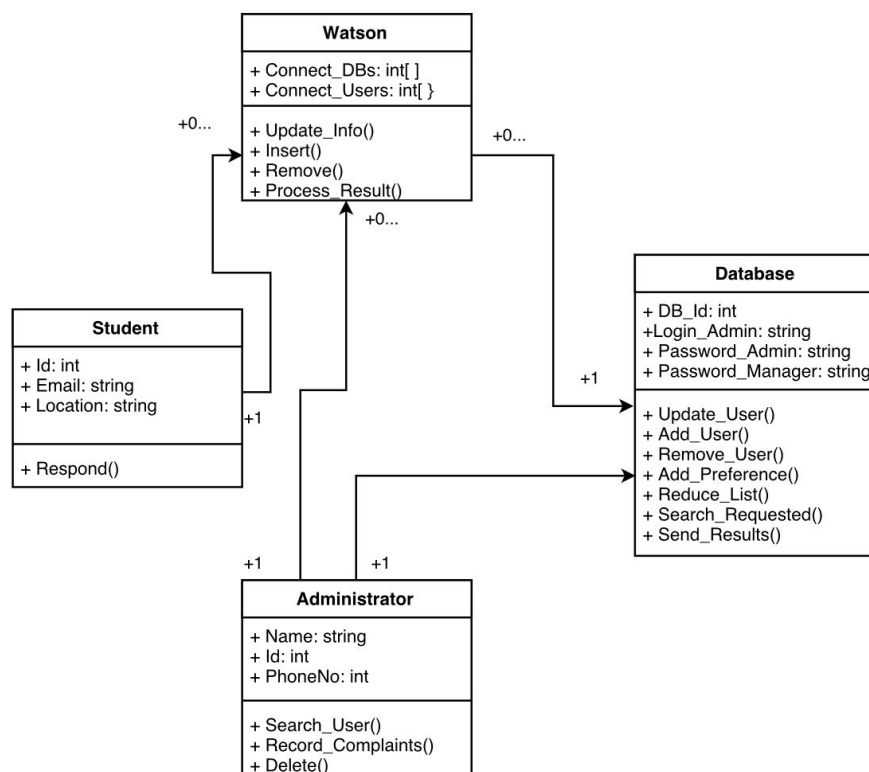 Watson
+ Connect_DBs: int[ ]
+ Connect_Users: int[ }
+0...
+ Update_Info()
+ Insert()
+ Remove()
+ Process_Result()
+0...
+0...
Database
+ DB_Id: int
+Login_Admin: string
+ Password_Admin: string
+ Password_Manager: string
+1
+ Update_User()
+ Add_User()
+ Remove_User()
+ Add_Preference()
+ Reduce_List()
+ Search_Requested()
+ Send_Results()
Student
+ Id: int
+ Email: string
+ Location: string
+1
+ Respond()
+1
+1
Administrator
+ Name: string
+ Id: int
+ PhoneNo: int
+ Search_User()
+ Record_Complaints()
+ Delete()